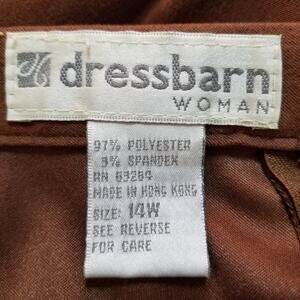 dressbarn
WOMAN
97% POLYESTER
3% SPANDEX
RN 63284
MADE IN HONG KONG
SIZE: 14W
SEE REVERSE
FOR CARE